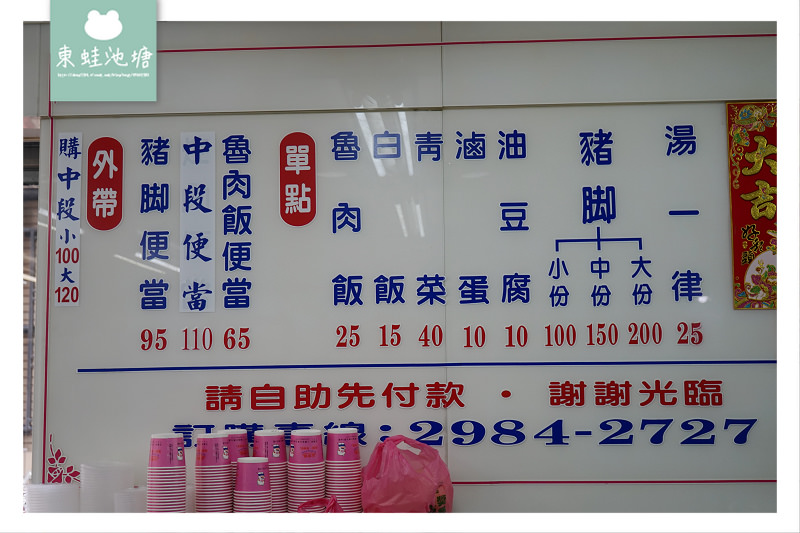 東蛙池塘
湯一律 25
豬脚
大份 200
中份 150
小份 100
油豆腐 10
滷蛋 10
青菜 40
白飯 15
魯肉飯 25
單點
魯肉飯便當 65
中段便當 110
豬脚便當 95
外帶
購中段小100大120
大吉
請自助先付款・謝謝光臨
訂購專線:2984-2727